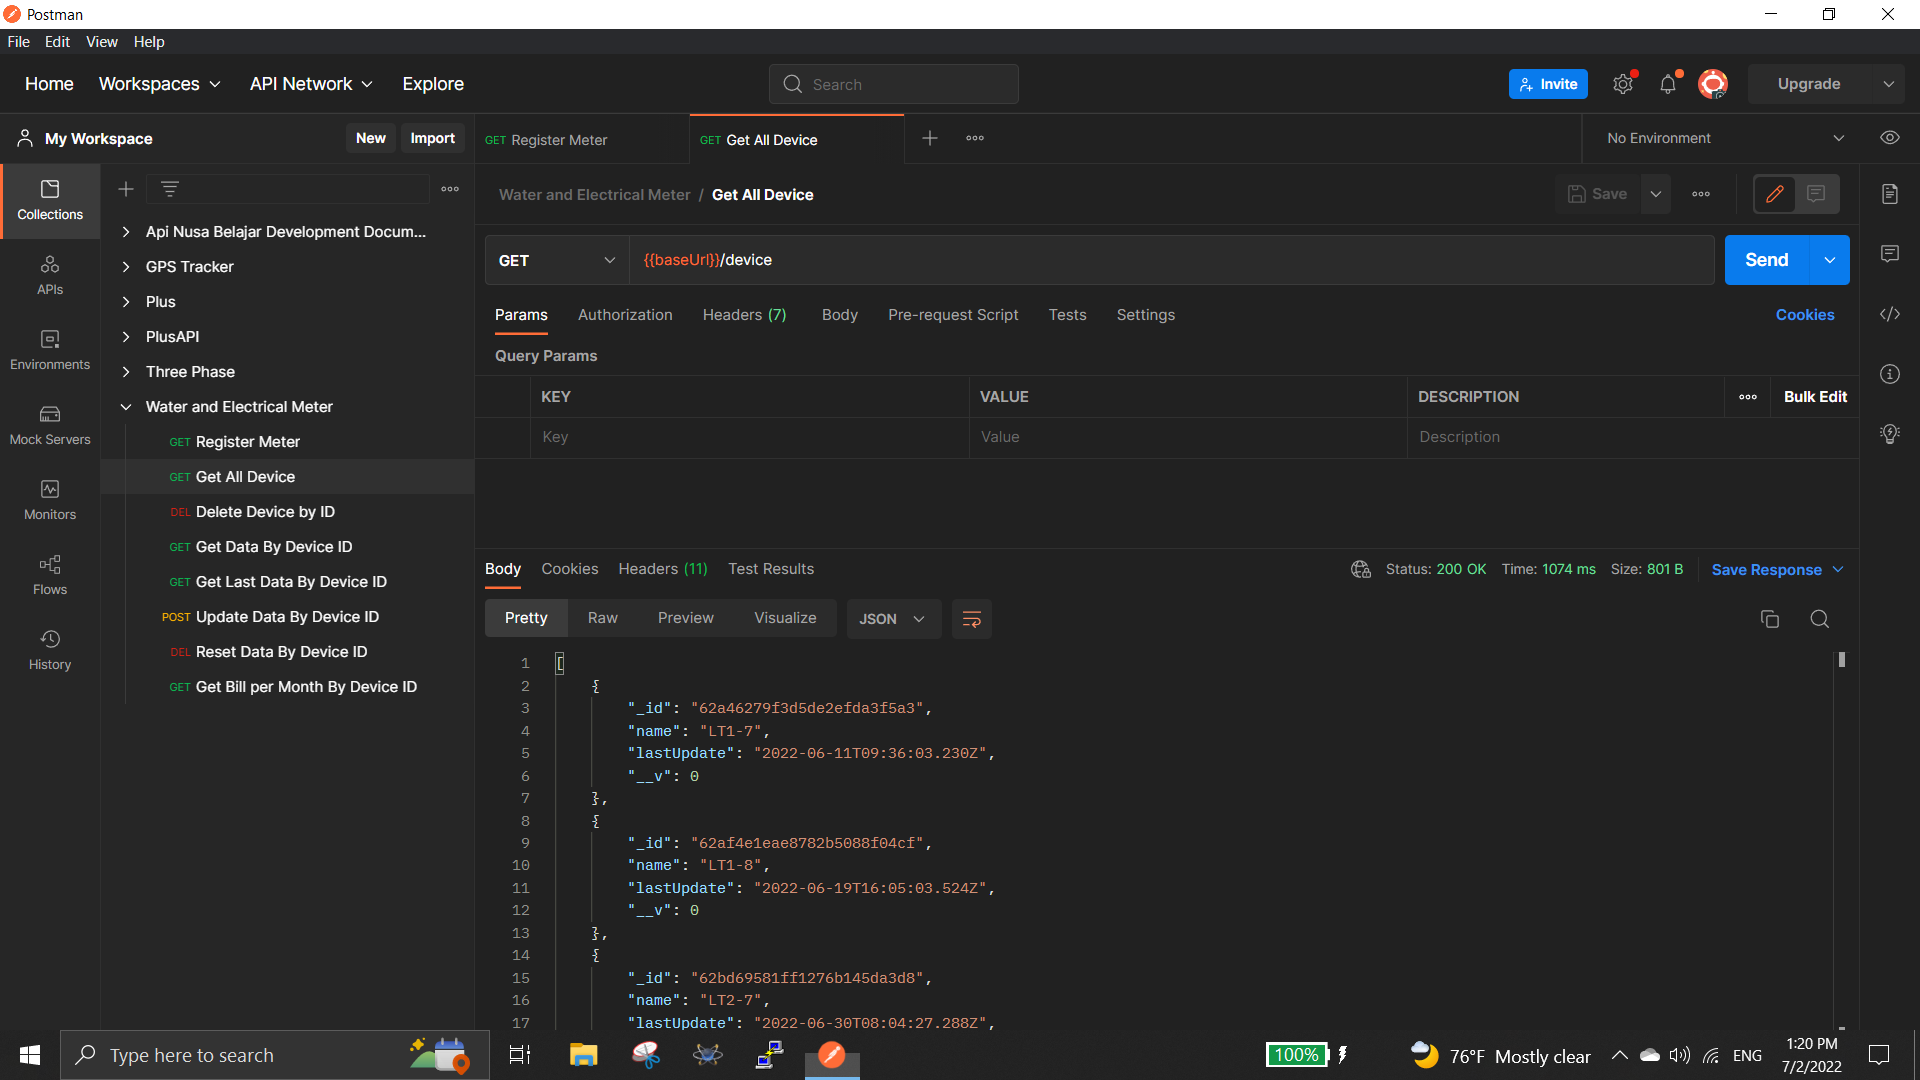 Postman
File Edit View Help
Home Workspaces API Network Explore Search Invite Upgrade
My Workspace New Import GET Register Meter GET Get All Device No Environment
Collections
APIs
Environments
Mock Servers
Monitors
Flows
History
Api Nusa Belajar Development Docum...
GPS Tracker
Plus
PlusAPI
Three Phase
Water and Electrical Meter
GET Register Meter
GET Get All Device
DEL Delete Device by ID
GET Get Data By Device ID
GET Get Last Data By Device ID
POST Update Data By Device ID
DEL Reset Data By Device ID
GET Get Bill per Month By Device ID
Water and Electrical Meter / Get All Device Save
GET {{baseUrl}}/device Send
Params Authorization Headers (7) Body Pre-request Script Tests Settings Cookies
Query Params
KEY VALUE DESCRIPTION Bulk Edit
Key Value Description
Body Cookies Headers (11) Test Results Status: 200 OK Time: 1074 ms Size: 801 B Save Response
Pretty Raw Preview Visualize JSON
1 [
2 {
3 "_id": "62a46279f3d5de2efda3f5a3",
4 "name": "LT1-7",
5 "lastUpdate": "2022-06-11T09:36:03.230Z",
6 "__v": 0
7 },
8 {
9 "_id": "62af4e1eae8782b5088f04cf",
10 "name": "LT1-8",
11 "lastUpdate": "2022-06-19T16:05:03.524Z",
12 "__v": 0
13 },
14 {
15 "_id": "62bd69581ff1276b145da3d8",
16 "name": "LT2-7",
17 "lastUpdate": "2022-06-30T08:04:27.288Z",
Type here to search 100% 76°F Mostly clear ENG 1:20 PM
7/2/2022